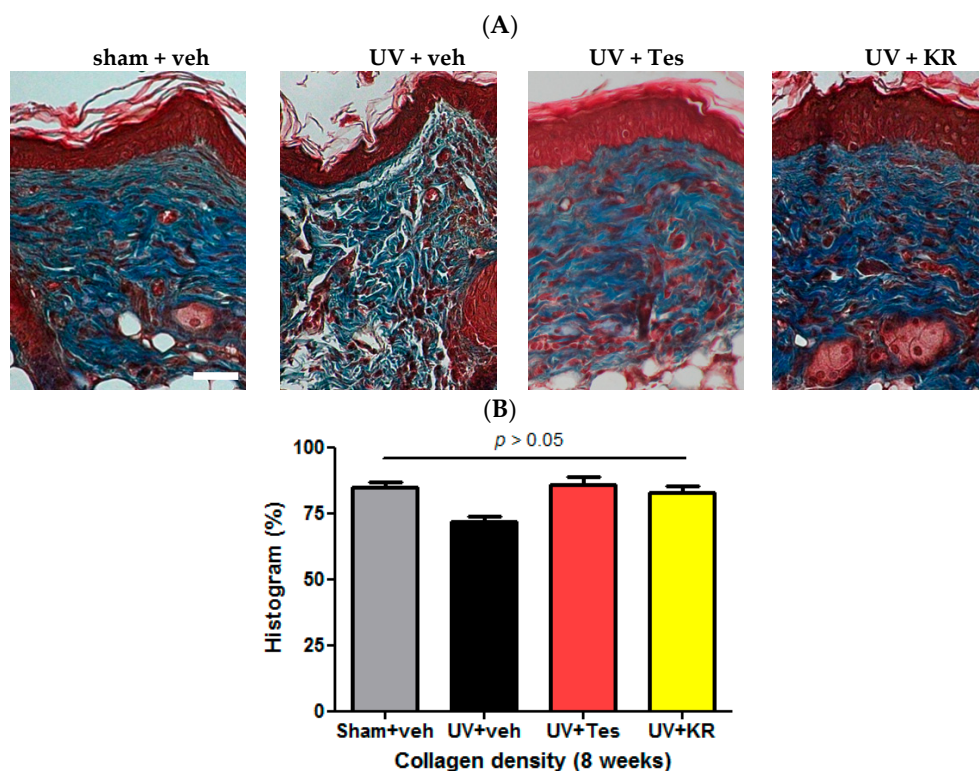 (A)
sham + veh UV + veh UV + Tes UV + KR
(B)
p > 0.05
100
75
50
25
0
Histogram (%)
Sham+veh UV+veh UV+Tes UV+KR
Collagen density (8 weeks)